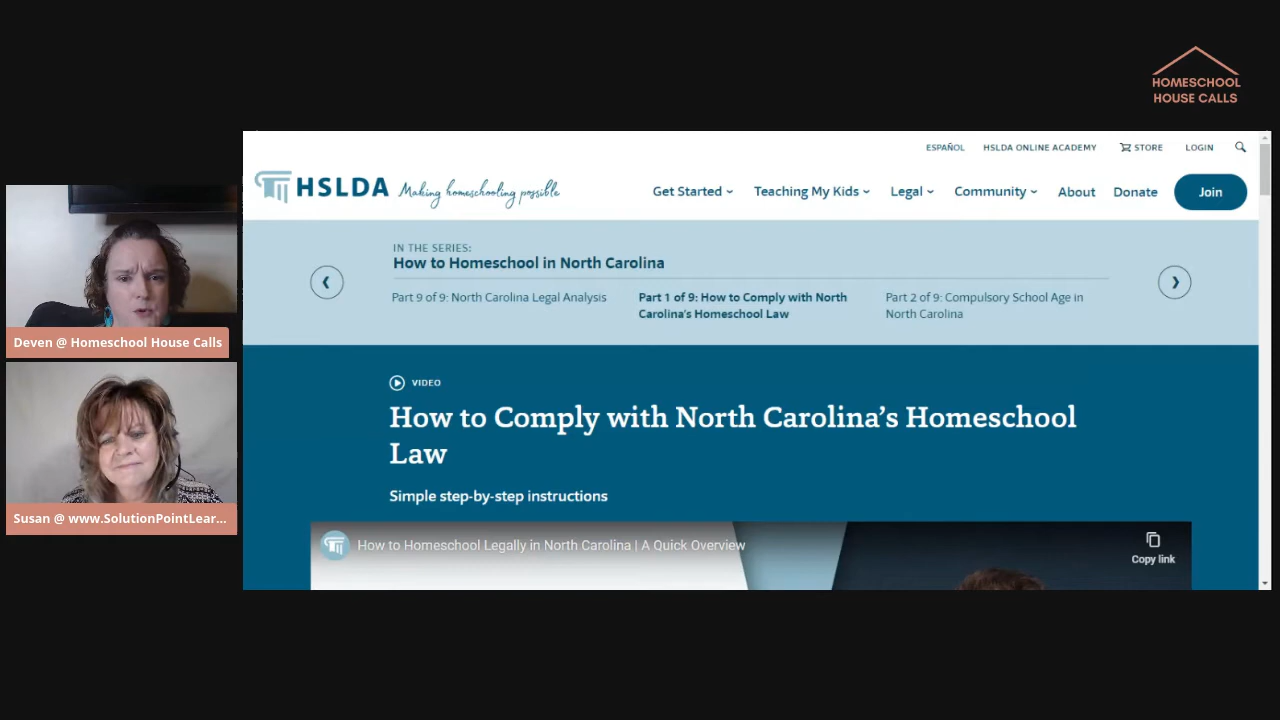 HOMESCHOOL
HOUSE CALLS
ESPAÑOL HSLDA ONLINE ACADEMY STORE LOGIN
HSLDA Making homeschooling possible
Get Started Teaching My Kids Legal Community About Donate Join
IN THE SERIES:
How to Homeschool in North Carolina
Part 9 of 9: North Carolina Legal Analysis
Part 1 of 9: How to Comply with North
Carolina's Homeschool Law
Part 2 of 9: Compulsory School Age in
North Carolina
VIDEO
How to Comply with North Carolina's Homeschool
Law
Simple step-by-step instructions
How to Homeschool Legally in North Carolina | A Quick Overview
Copy link
Deven @ Homeschool House Calls
Susan @ www.SolutionPointLear...